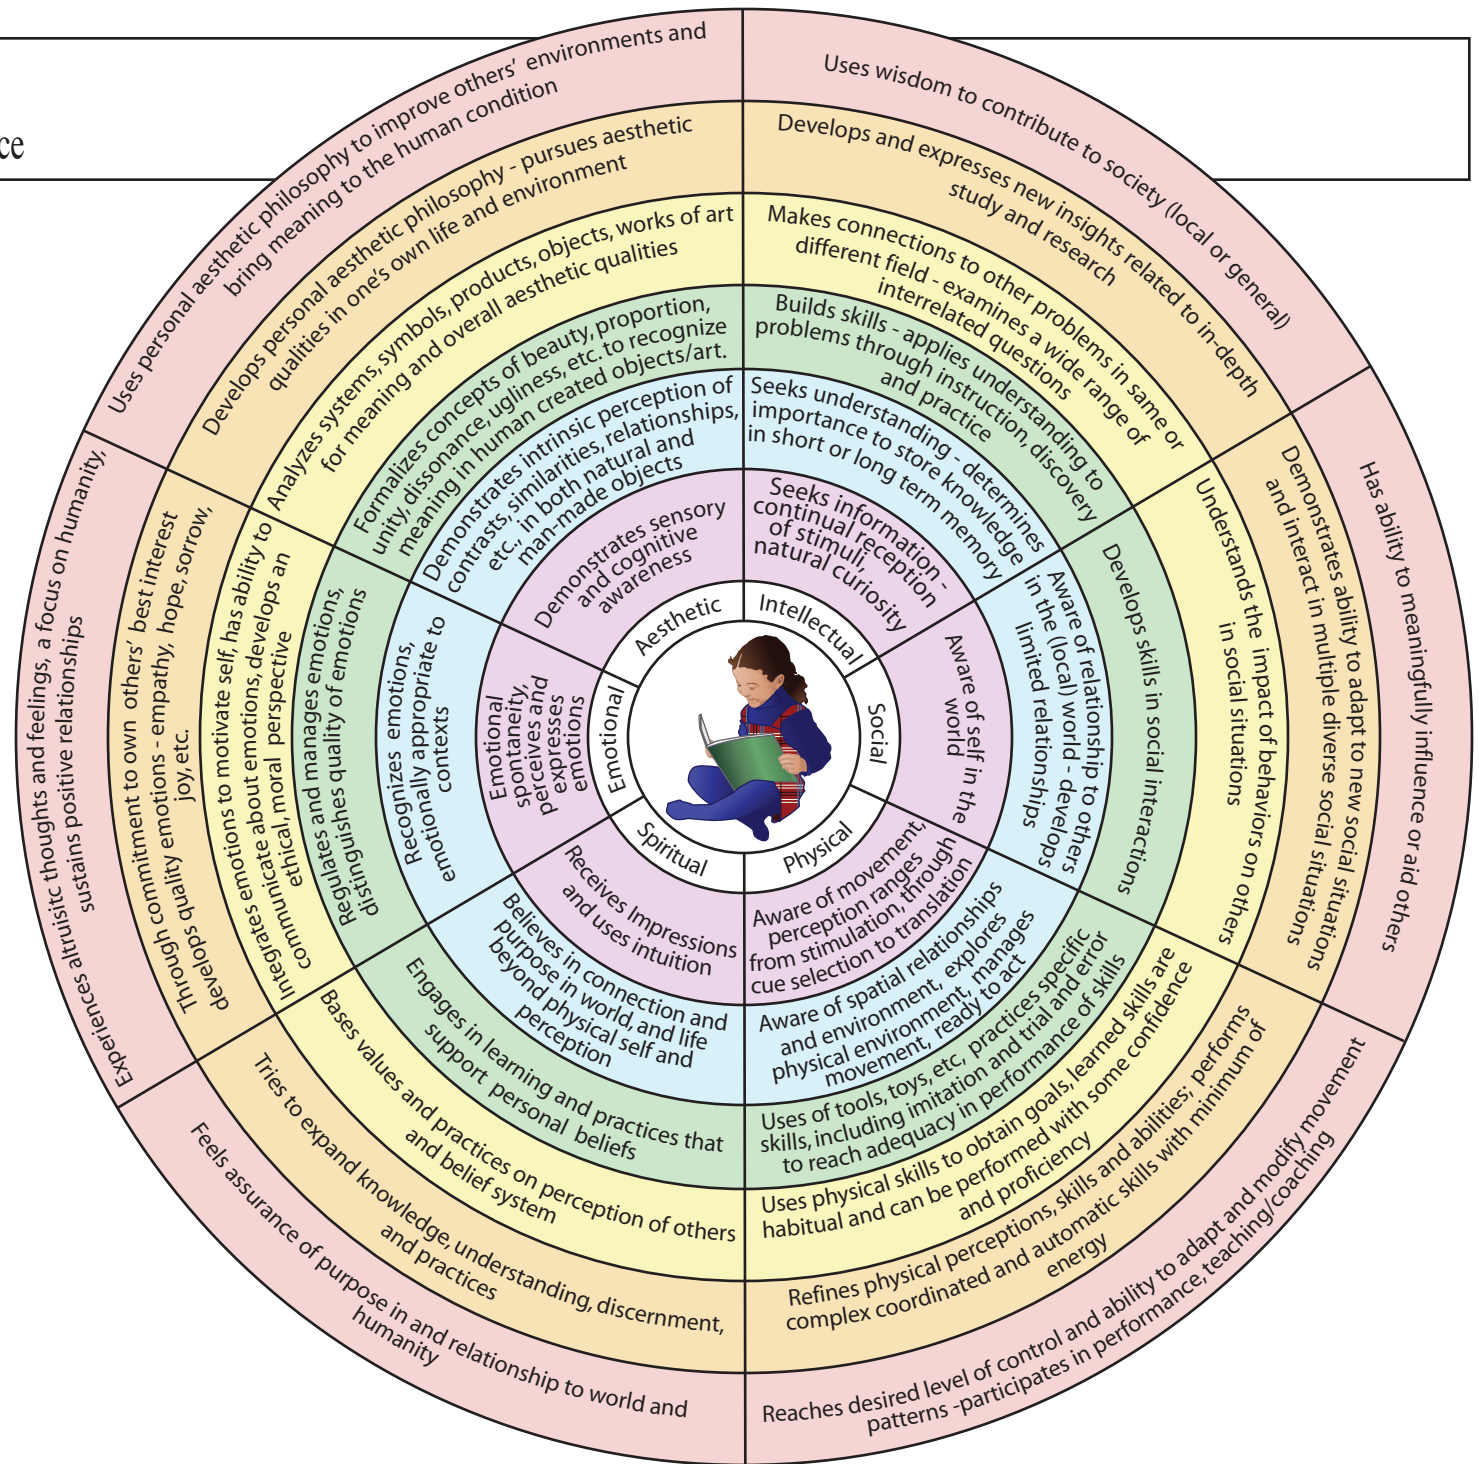 ce
Aesthetic
Intellectual
Social
Physical
Spiritual
Emotional
Seeks information -
continual reception
of stimuli,
natural curiosity
Seeks understanding - determines
importance to store knowledge
in short or long term memory
Builds skills - applies understanding to
problems through instruction, discovery
and practice
Makes connections to other problems in same or
different field - examines a wide range of
interrelated questions
Develops and expresses new insights related to in-depth
study and research
Uses wisdom to contribute to society (local or general)
Aware of self in the
world
Aware of relationship to others
in the (local) world - develops
limited relationships
Develops skills in social interactions
Understands the impact of behaviors on others
in social situations
Demonstrates ability to adapt to new social situations
and interact in multiple diverse social situations
Has ability to meaningfully influence or aid others
Aware of movement,
perception ranges
from stimulation, through
cue selection to translation
Aware of spatial relationships
and environment, explores
physical environment, manages
movement, ready to act
Uses of tools, toys, etc, practices specific
skills, including imitation and trial and error
to reach adequacy in performance of skills
Uses physical skills to obtain goals, learned skills are
habitual and can be performed with some confidence
and proficiency
Refines physical perceptions, skills and abilities; performs
complex coordinated and automatic skills with minimum of
energy
Reaches desired level of control and ability to adapt and modify movement
patterns -participates in performance, teaching/coaching
Receives Impressions
and uses intuition
Believes in connection and
purpose in world, and life
beyond physical self and
perception
Engages in learning and practices that
support personal beliefs
Bases values and practices on perception of others
and belief system
Tries to expand knowledge, understanding, discernment,
and practices
Feels assurance of purpose in and relationship to world and
humanity
Emotional
spontaneity,
perceives and
expresses
emotions
Recognizes emotions,
emotionally appropriate to
contexts
Regulates and manages emotions,
distinguishes quality of emotions
Integrates emotions to motivate self, has ability to
communicate about emotions, develops an
ethical, moral perspective
Through commitment to own others' best interest
develops quality emotions - empathy, hope, sorrow,
joy, etc.
Experiences altruisitc thoughts and feelings, a focus on humanity,
sustains positive relationships
Demonstrates sensory
and cognitive
awareness
Demonstrates intrinsic perception of
contrasts, similarities, relationships,
etc., in both natural and
man-made objects
Formalizes concepts of beauty, proportion,
unity, dissonance, ugliness, etc. to recognize
meaning in human created objects/art.
Analyzes systems, symbols, products, objects, works of art
for meaning and overall aesthetic qualities
Develops personal aesthetic philosophy - pursues aesthetic
qualities in one's own life and environment
Uses personal aesthetic philosophy to improve others' environments and
bring meaning to the human condition